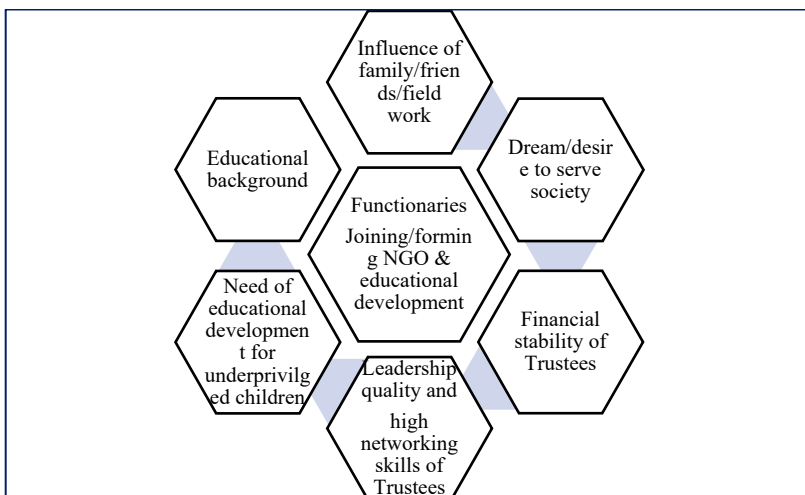 Influence of
family/frien
ds/field
work
Dream/desir
e to serve
society
Educational
background
Functionaries
Joining/formin
g NGO &
educational
development
Need of
educational
developmen
t for
underprivilg
ed children
Financial
stability of
Trustees
Leadership
quality and
high
networking
skills of
Trustees